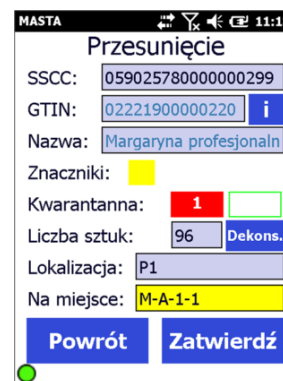 MASTA 11:1
Przesunięcie
SSCC: 059025780000000299
GTIN: 02221900000220 i
Nazwa: Margaryna profesjonaln
Znaczniki:
Kwarantanna: 1
Liczba sztuk: 96 Dekons.
Lokalizacja: P1
Na miejsce: M-A-1-1
Powrót Zatwierdź